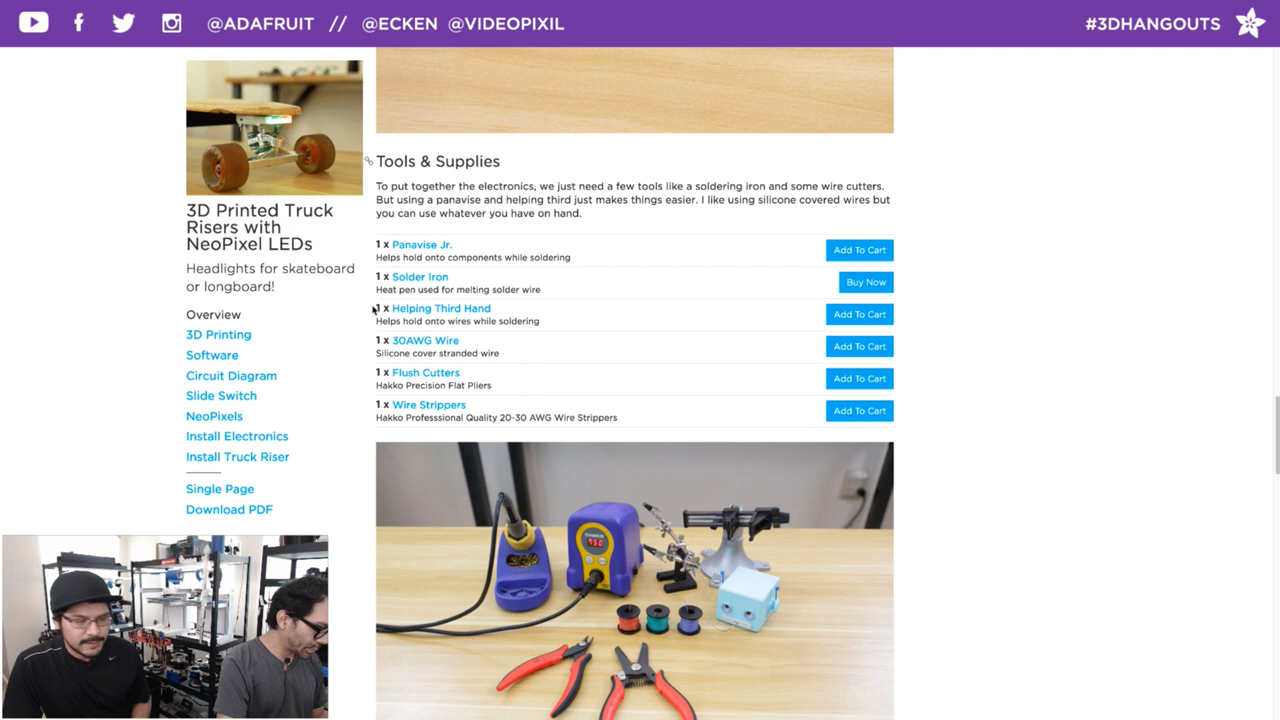 @ADAFRUIT // @ECKEN @VIDEOPIXIL
#3DHANGOUTS
3D Printed Truck
Risers with
NeoPixel LEDs
Headlights for skateboard
or longboard!
Overview
3D Printing
Software
Circuit Diagram
Slide Switch
NeoPixels
Install Electronics
Install Truck Riser
Single Page
Download PDF
Tools & Supplies
To put together the electronics, we just need a few tools like a soldering iron and some wire cutters.
But using a panavise and helping third just makes things easier. I like using silicone covered wires but
you can use whatever you have on hand.
1 x Panavise Jr.
Helps hold onto components while soldering
Add To Cart
1 x Solder Iron
Heat pen used for melting solder wire
Buy Now
1 x Helping Third Hand
Helps hold onto wires while soldering
Add To Cart
1 x 30AWG Wire
Silicone cover stranded wire
Add To Cart
1 x Flush Cutters
Hakko Precision Flat Pliers
Add To Cart
1 x Wire Strippers
Hakko Professsional Quality 20-30 AWG Wire Strippers
Add To Cart
HAKKO
750